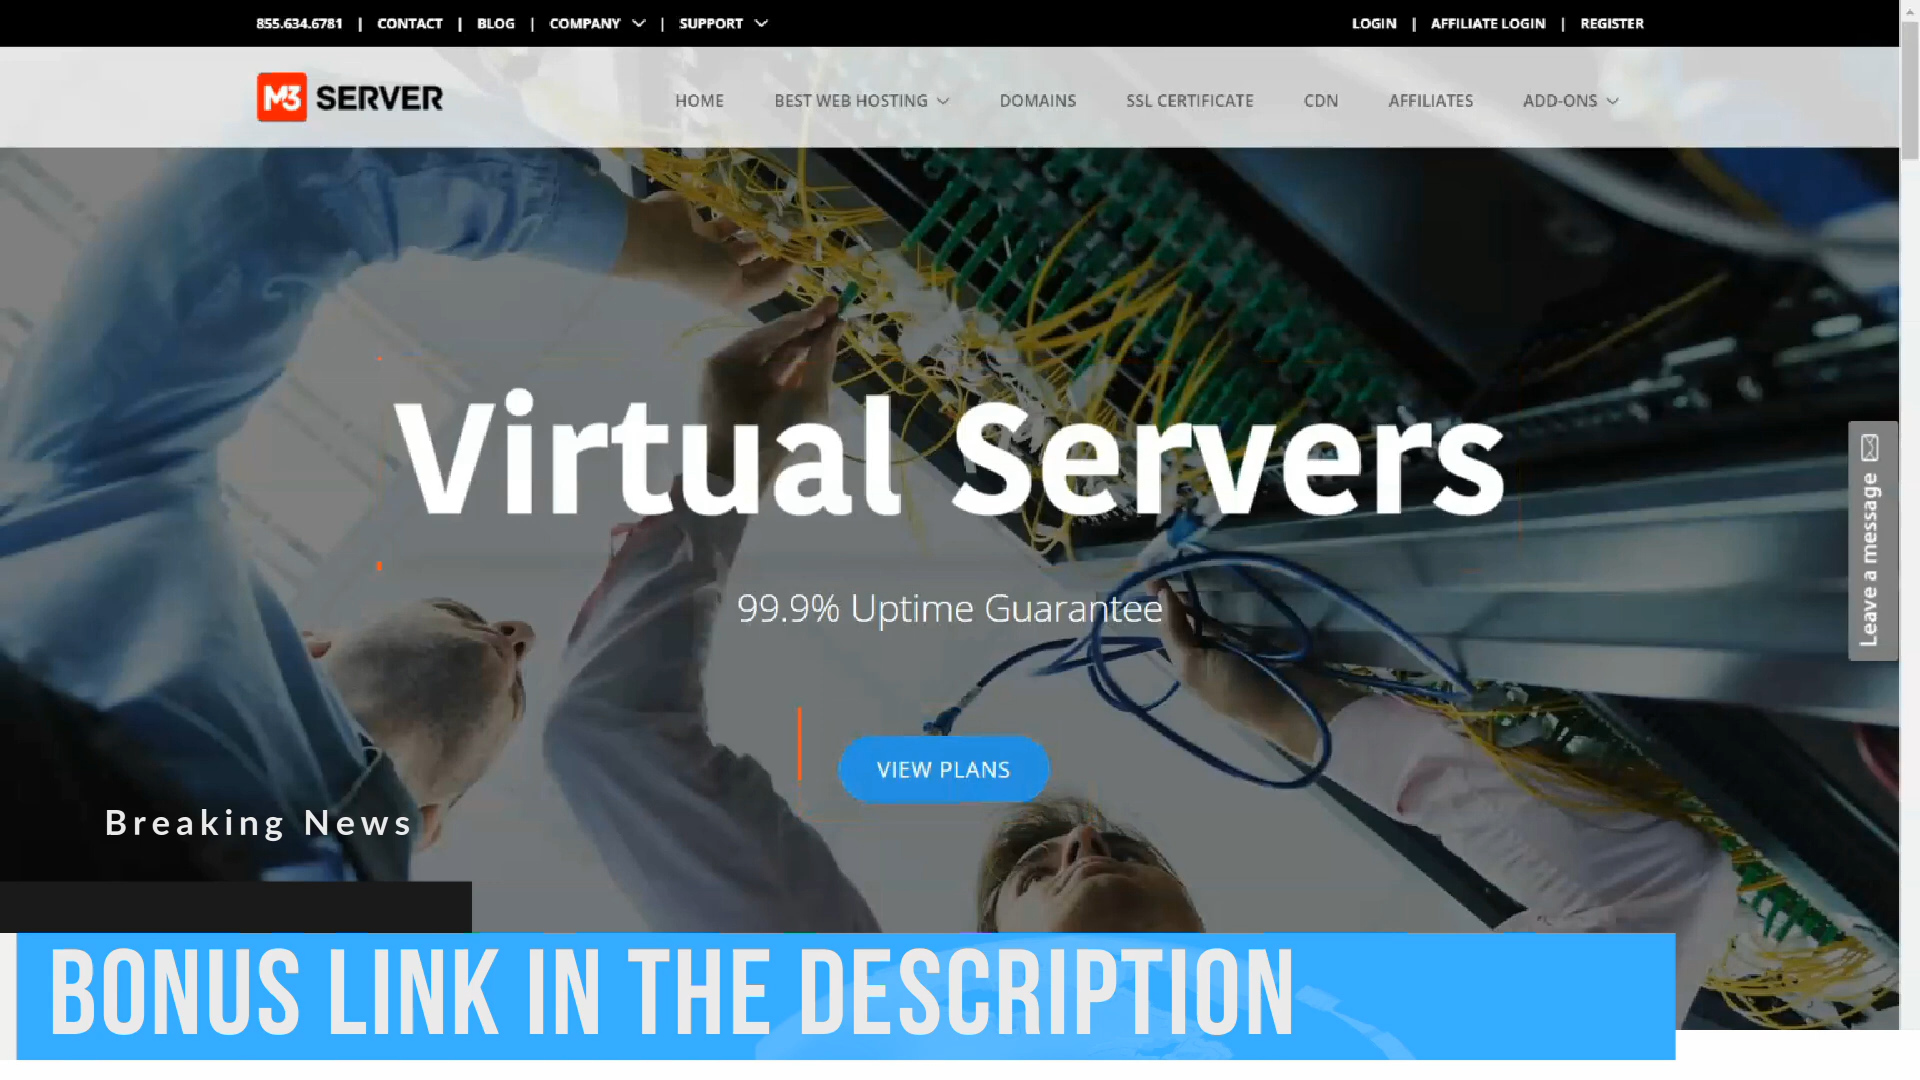 855.634.6781 | CONTACT | BLOG | COMPANY | SUPPORT
LOGIN | AFFILIATE LOGIN | REGISTER
M3 SERVER
HOME BEST WEB HOSTING DOMAINS SSL CERTIFICATE CDN AFFILIATES ADD-ONS
Virtual Servers
99.9% Uptime Guarantee
Leave a message
VIEW PLANS
Breaking News
BONUS LINK IN THE DESCRIPTION